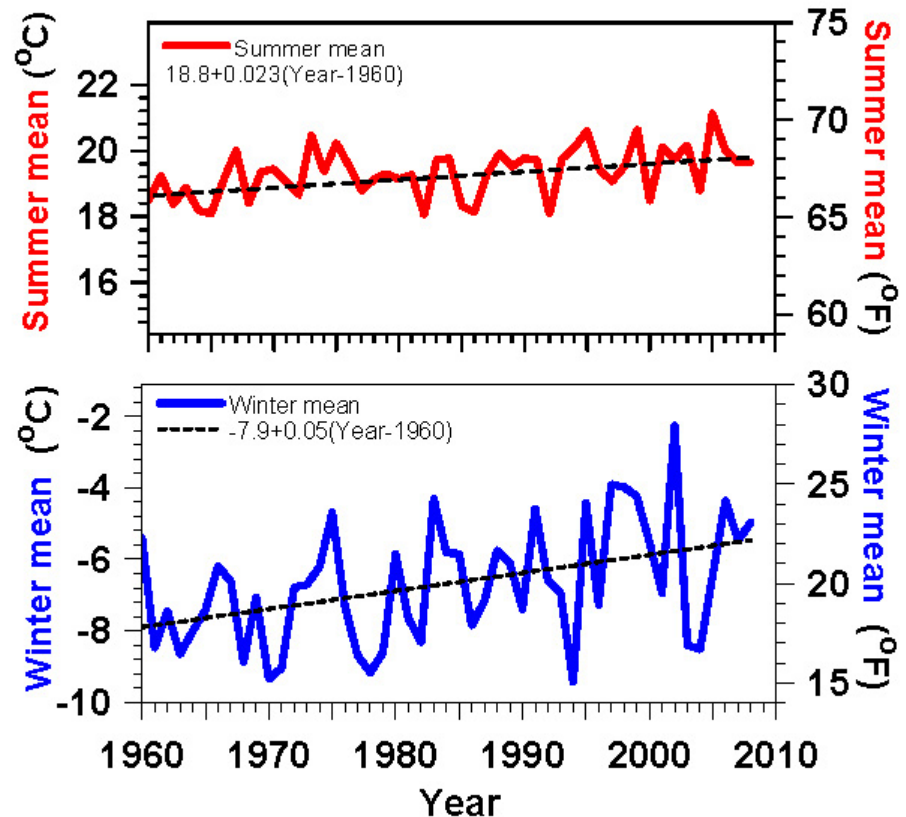 Summer mean (°C)
22
20
18
16
Summer mean
18.8+0.023(Year-1960)
75
70
65
60
Summer mean (°F)
Winter mean (°C)
-2
-4
-6
-8
-10
Winter mean
-7.9+0.05(Year-1960)
30
25
20
15
Winter mean (°F)
1960 1970 1980 1990 2000 2010
Year